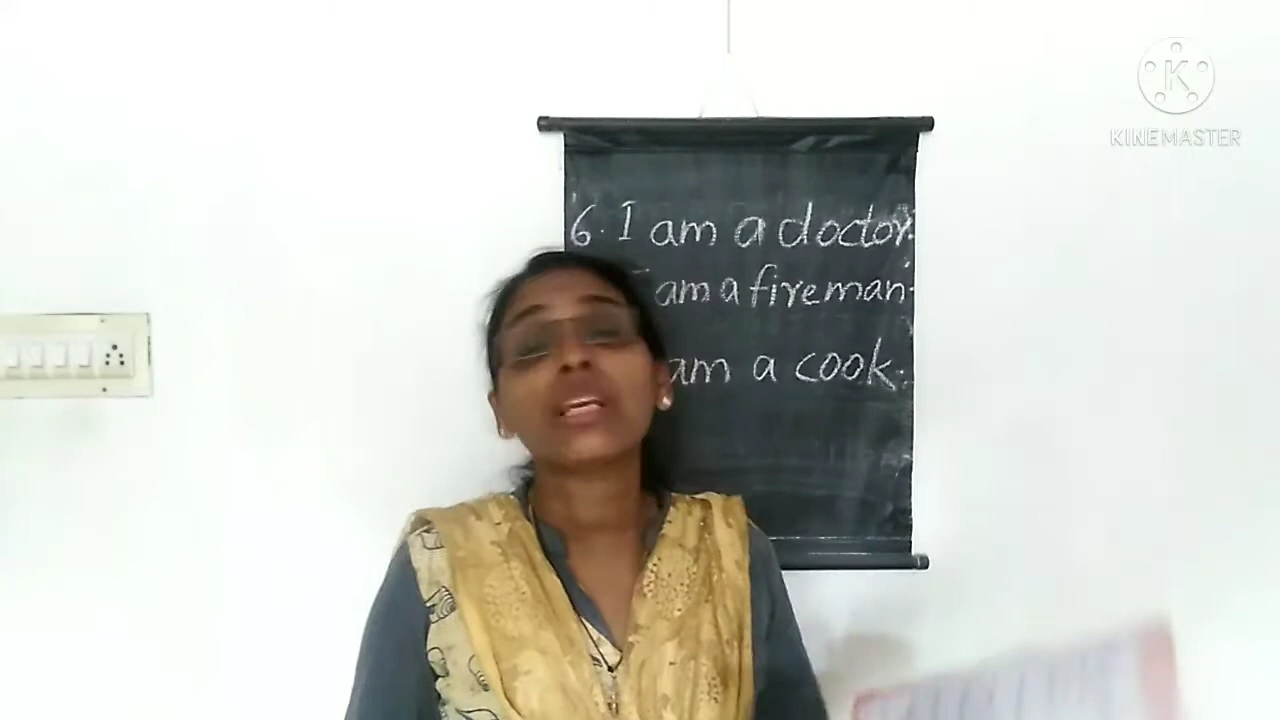 6. I am a doctor.
am a fireman.
am a cook.
K
KINEMASTER